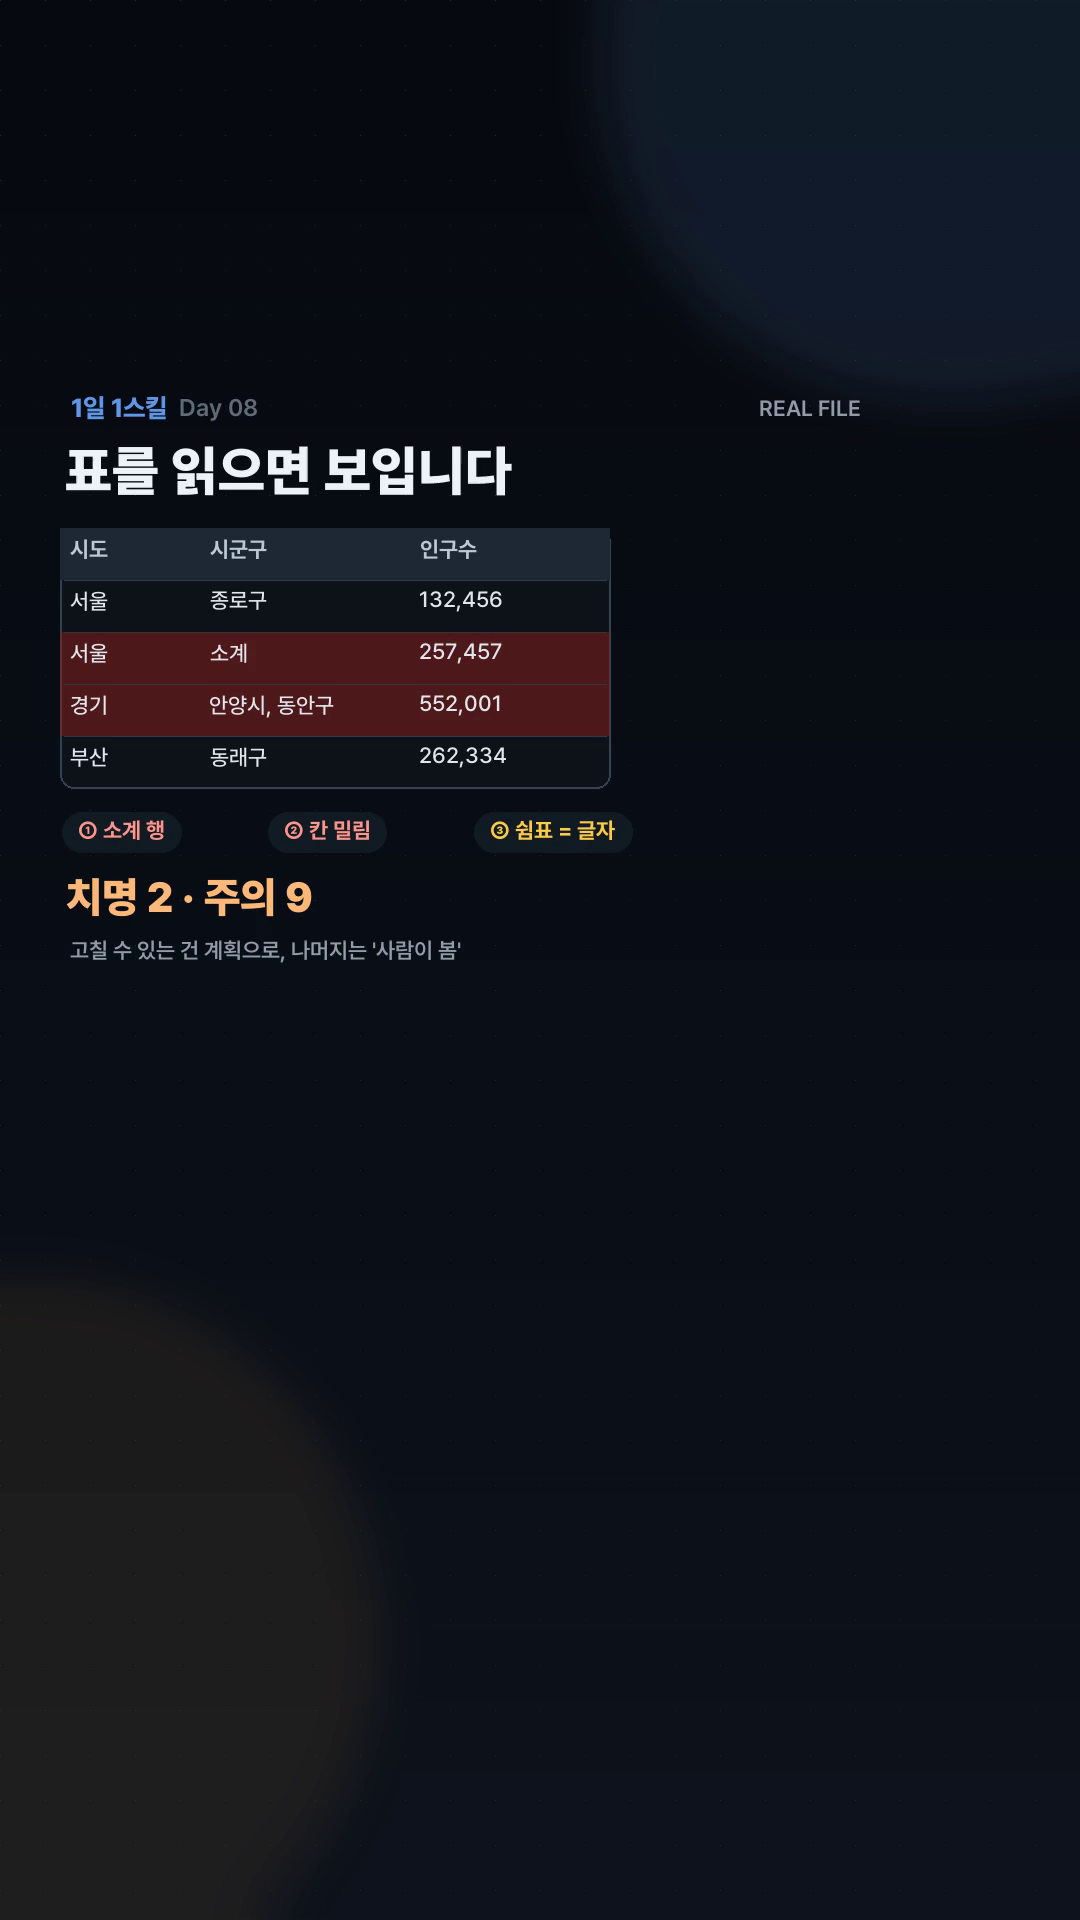 1일 1스킬 Day 08 REAL FILE
표를 읽으면 보입니다
시도 시군구 인구수
서울 종로구 132,456
서울 소계 257,457
경기 안양시, 동안구 552,001
부산 동래구 262,334
① 소계 행 ② 칸 밀림 ③ 쉼표 = 글자
치명 2 · 주의 9
고칠 수 있는 건 계획으로, 나머지는 '사람이 봄'